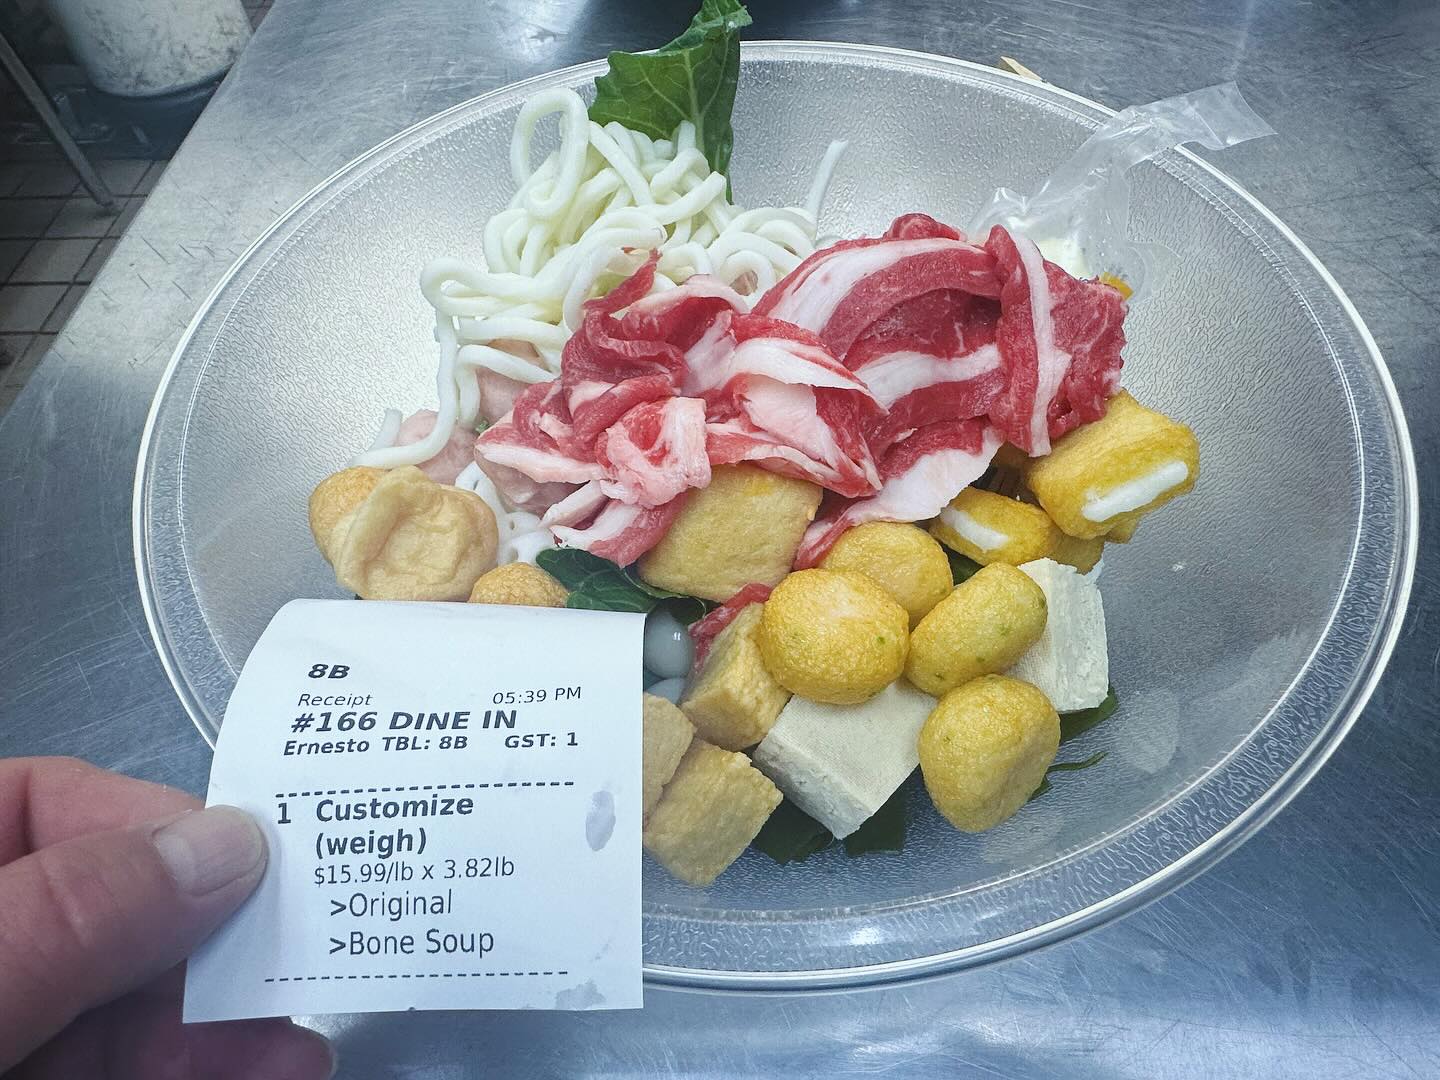 8B
Receipt 05:39 PM
#166 DINE IN
Ernesto TBL: 8B GST: 1
1 Customize
(weigh)
$15.99/lb x 3.82lb
>Original
>Bone Soup